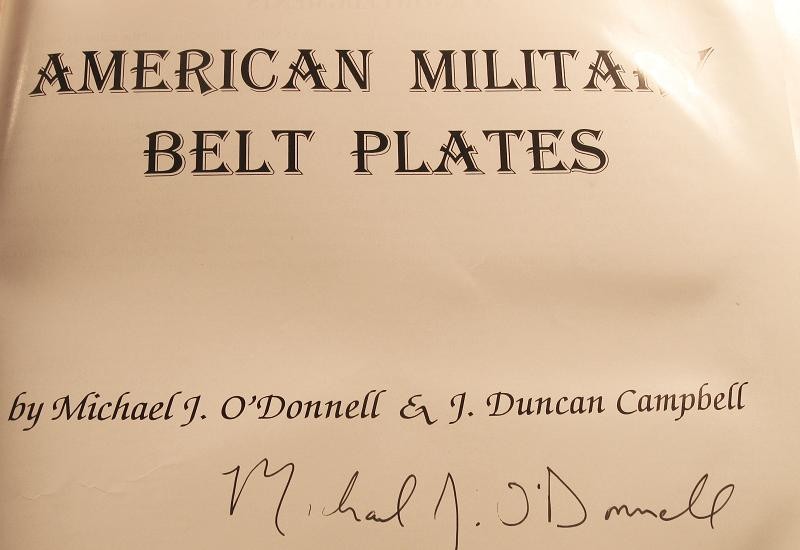 AMERICAN MILITARY
BELT PLATES
by Michael J. O'Donnell & J. Duncan Campbell
Michael J. O'Donnell